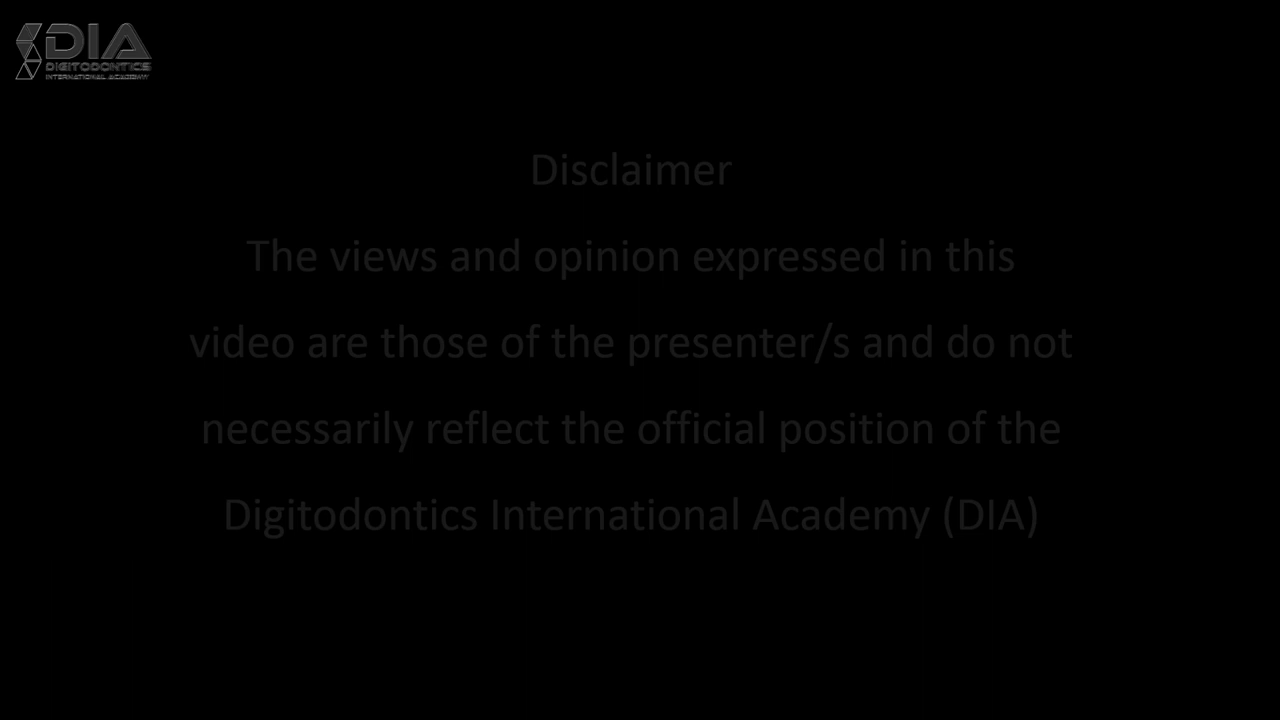 DIA
DIGITODONTICS
INTERNATIONAL ACADEMY
Disclaimer
The views and opinion expressed in this
video are those of the presenter/s and do not
necessarily reflect the official position of the
Digitodontics International Academy (DIA)